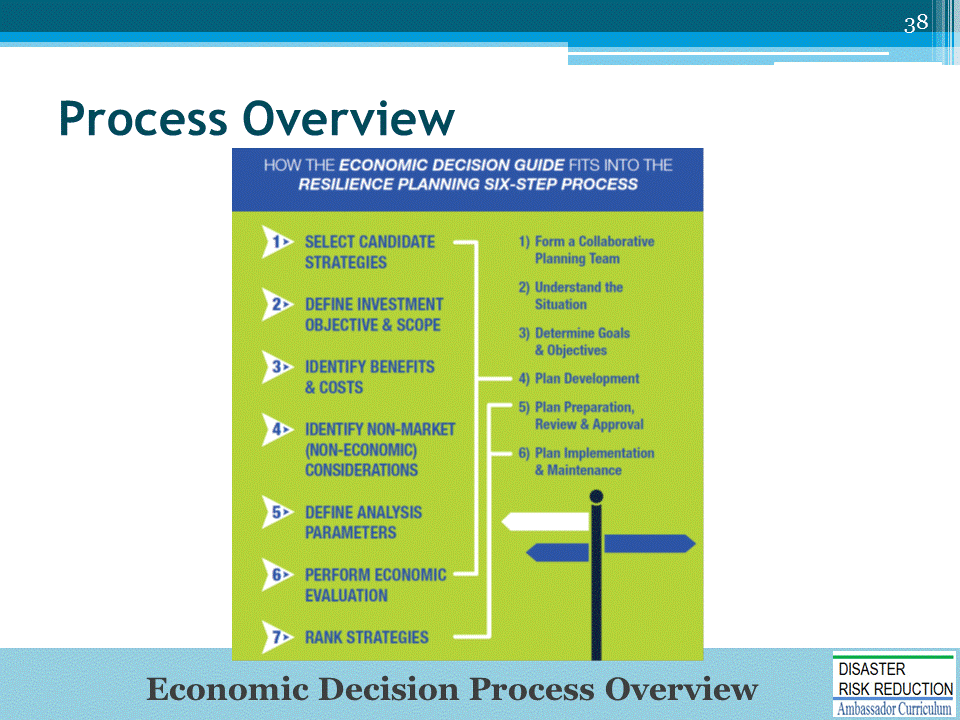 38
Process Overview
HOW THE ECONOMIC DECISION GUIDE FITS INTO THE
RESILIENCE PLANNING SIX-STEP PROCESS
1 SELECT CANDIDATE
STRATEGIES
2 DEFINE INVESTMENT
OBJECTIVE & SCOPE
3 IDENTIFY BENEFITS
& COSTS
4 IDENTIFY NON-MARKET
(NON-ECONOMIC)
CONSIDERATIONS
5 DEFINE ANALYSIS
PARAMETERS
6 PERFORM ECONOMIC
EVALUATION
7 RANK STRATEGIES
1) Form a Collaborative
Planning Team
2) Understand the
Situation
3) Determine Goals
& Objectives
4) Plan Development
5) Plan Preparation,
Review & Approval
6) Plan Implementation
& Maintenance
Economic Decision Process Overview
DISASTER
RISK REDUCTION
Ambassador Curriculum